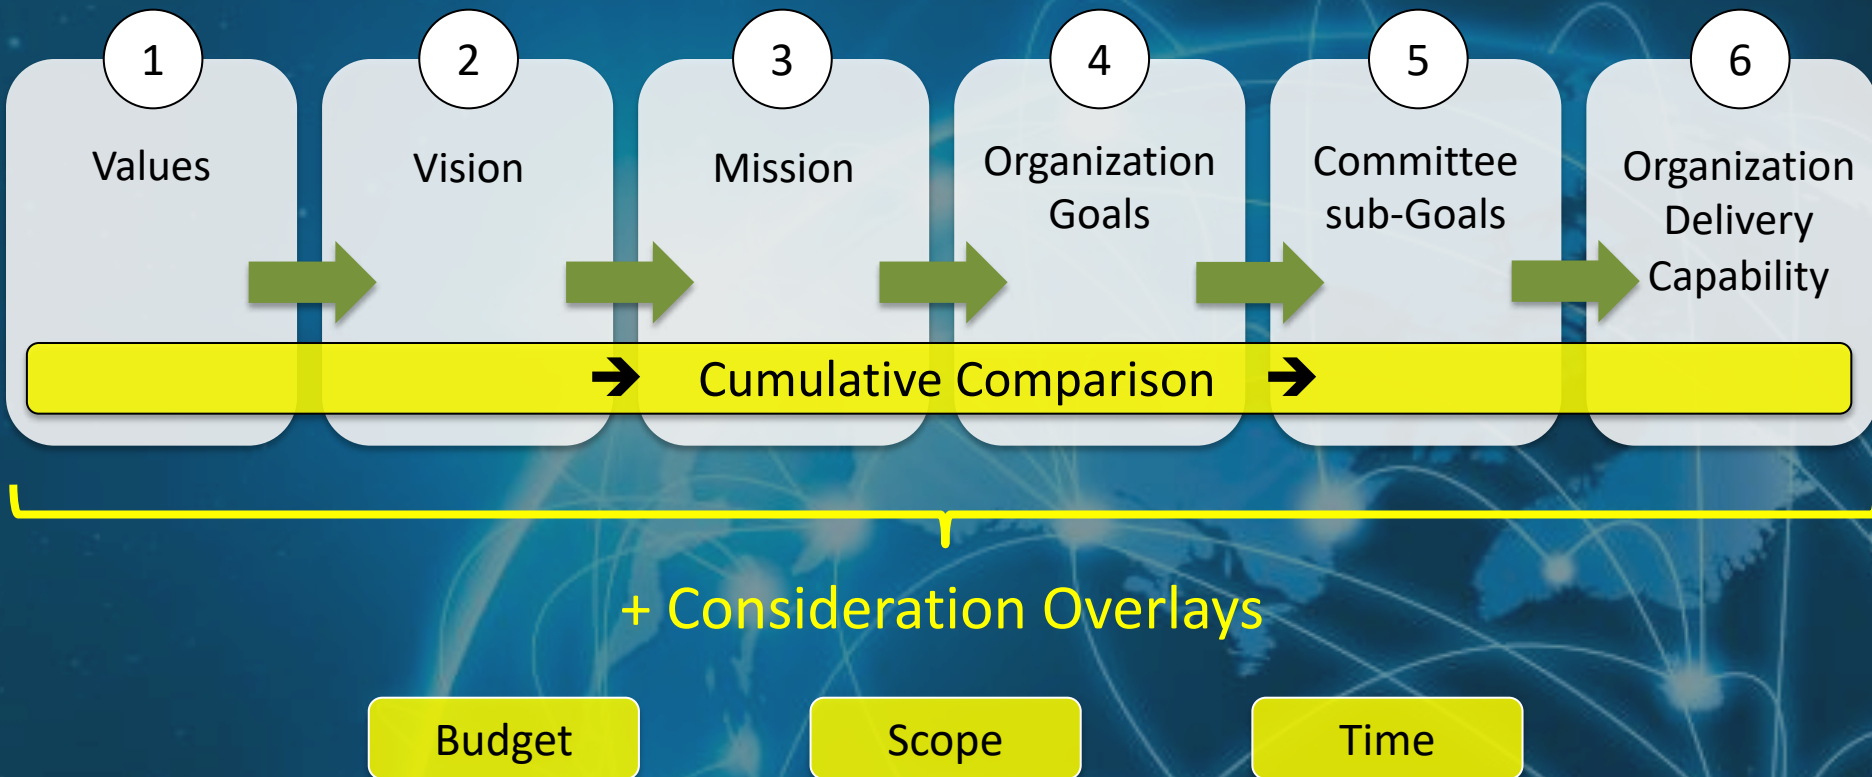 1
2
3
4
5
6
Values
Vision
Mission
Organization
Goals
Committee
sub-Goals
Organization
Delivery
Capability
➔ Cumulative Comparison ➔
+ Consideration Overlays
Budget
Scope
Time